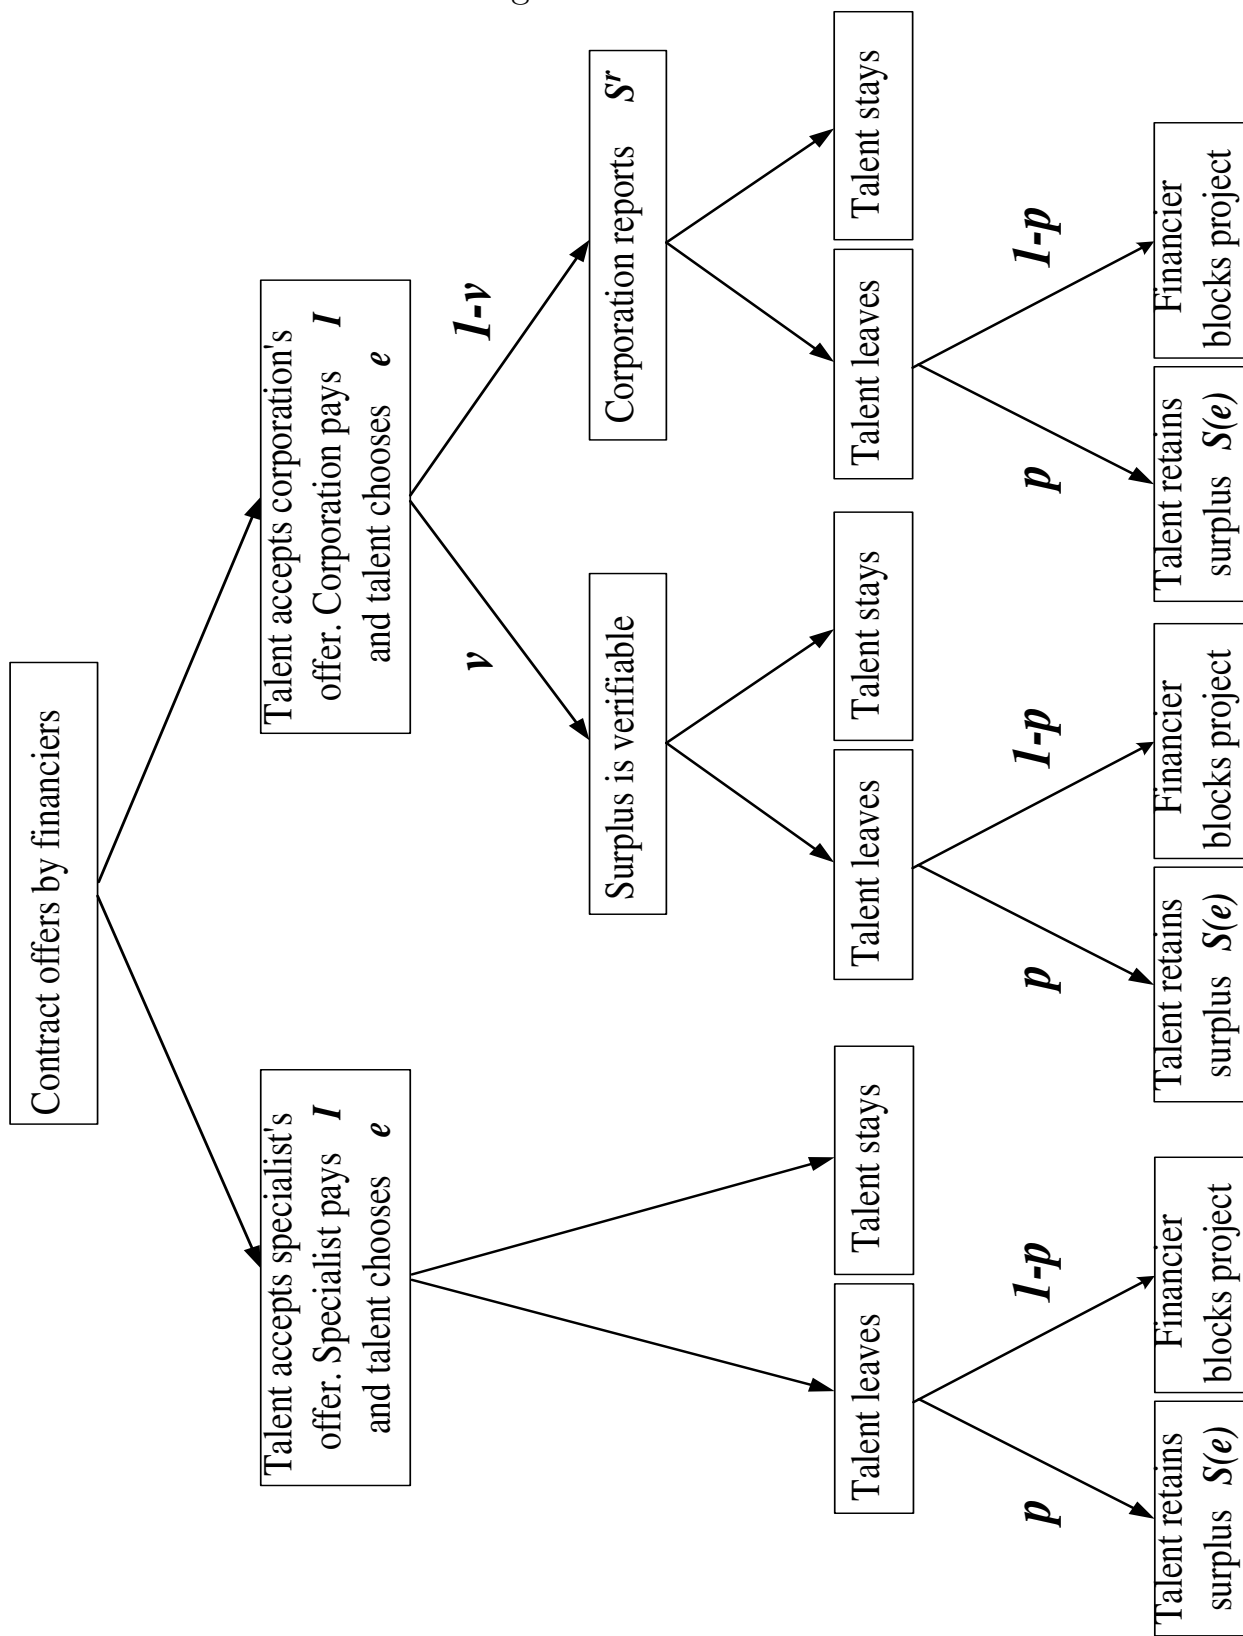 Contract offers by financiers
Talent accepts specialist's
offer. Specialist pays I
and talent chooses e
Talent accepts corporation's
offer. Corporation pays I
and talent chooses e
v
1-v
Surplus is verifiable
Corporation reports S^r
Talent leaves
Talent stays
Talent leaves
Talent stays
Talent leaves
Talent stays
p
1-p
p
1-p
p
1-p
Talent retains
surplus S(e)
Financier
blocks project
Talent retains
surplus S(e)
Financier
blocks project
Talent retains
surplus S(e)
Financier
blocks project